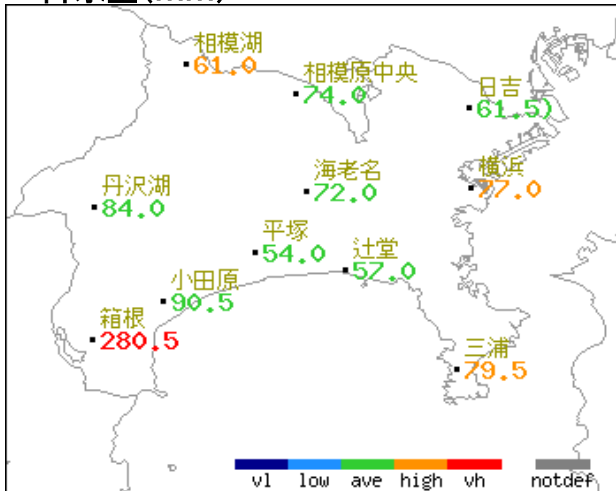 相模湖
61.0
相模原中央
74.0
日吉
61.5)
海老名
72.0
横浜
77.0
丹沢湖
84.0
平塚
54.0
辻堂
57.0
小田原
90.5
箱根
280.5
三浦
79.5
vl low ave high vh notdef